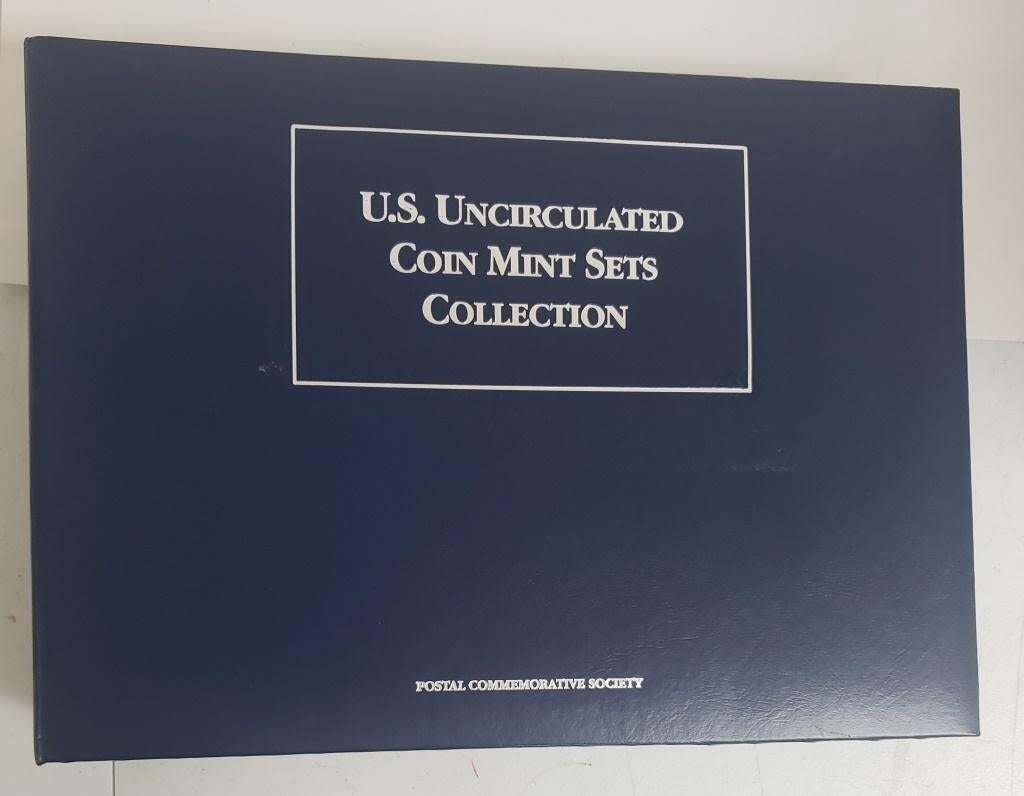 U.S. UNCIRCULATED
COIN MINT SETS
COLLECTION
POSTAL COMMEMORATIVE SOCIETY